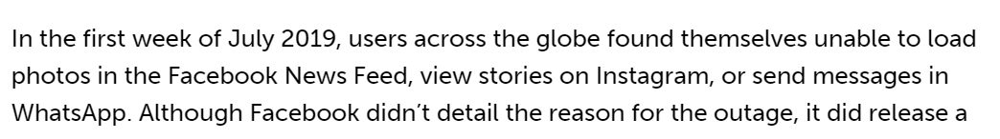 In the first week of July 2019, users across the globe found themselves unable to load
photos in the Facebook News Feed, view stories on Instagram, or send messages in
WhatsApp. Although Facebook didn’t detail the reason for the outage, it did release a